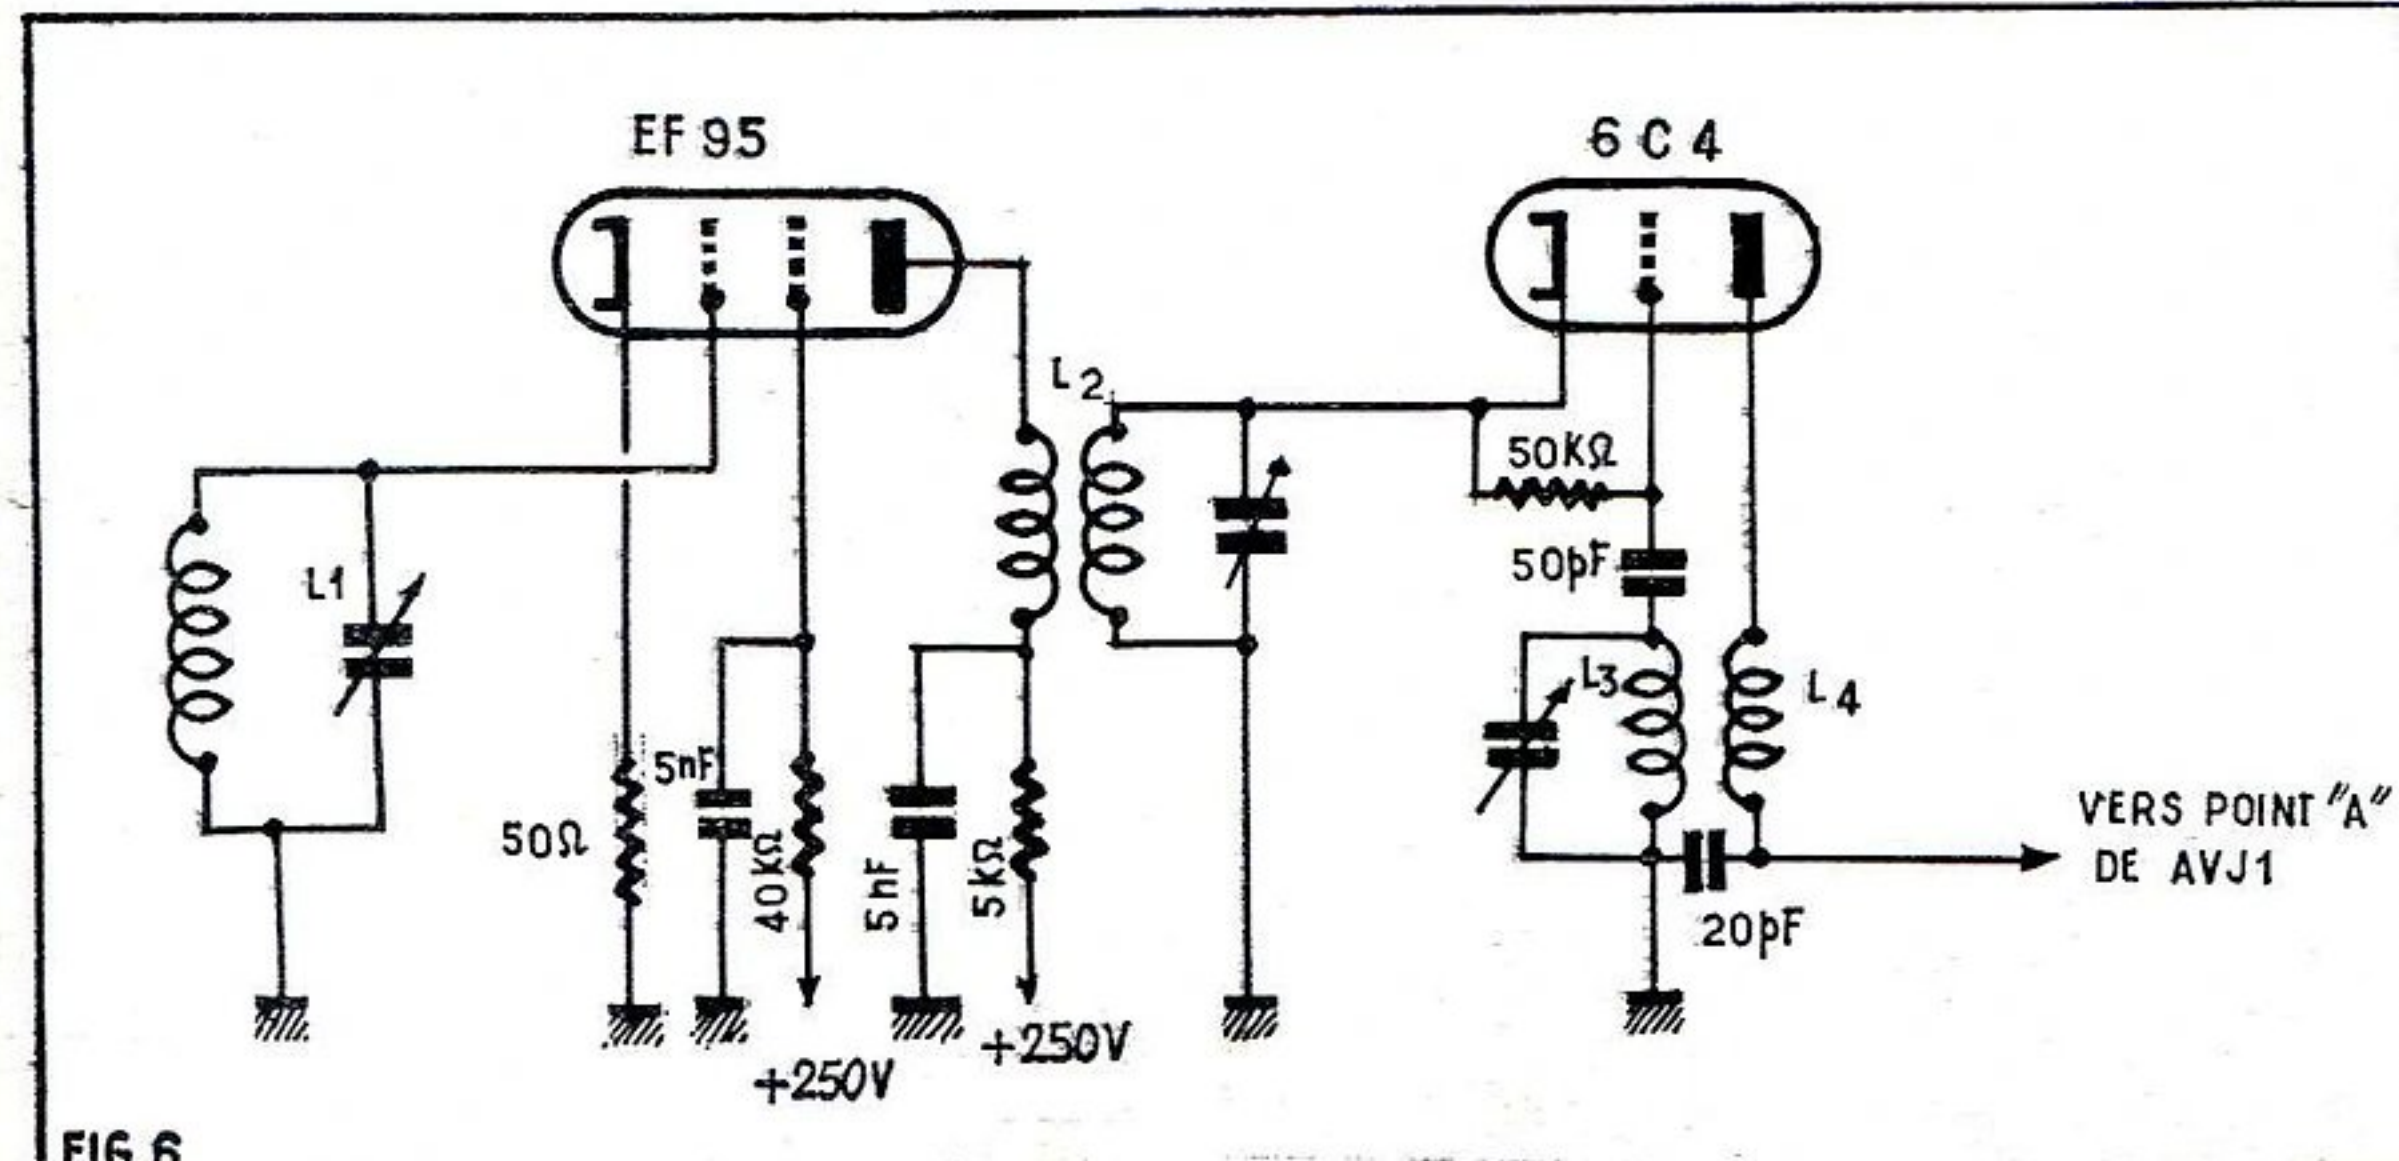 EF 95
6 C 4
L2
50KΩ
50pF
L1
L3
L4
5nF
50Ω
40KΩ
5nF
5KΩ
VERS POINT "A"
DE AVJ1
20pF
+250V
+250V
FIG 6